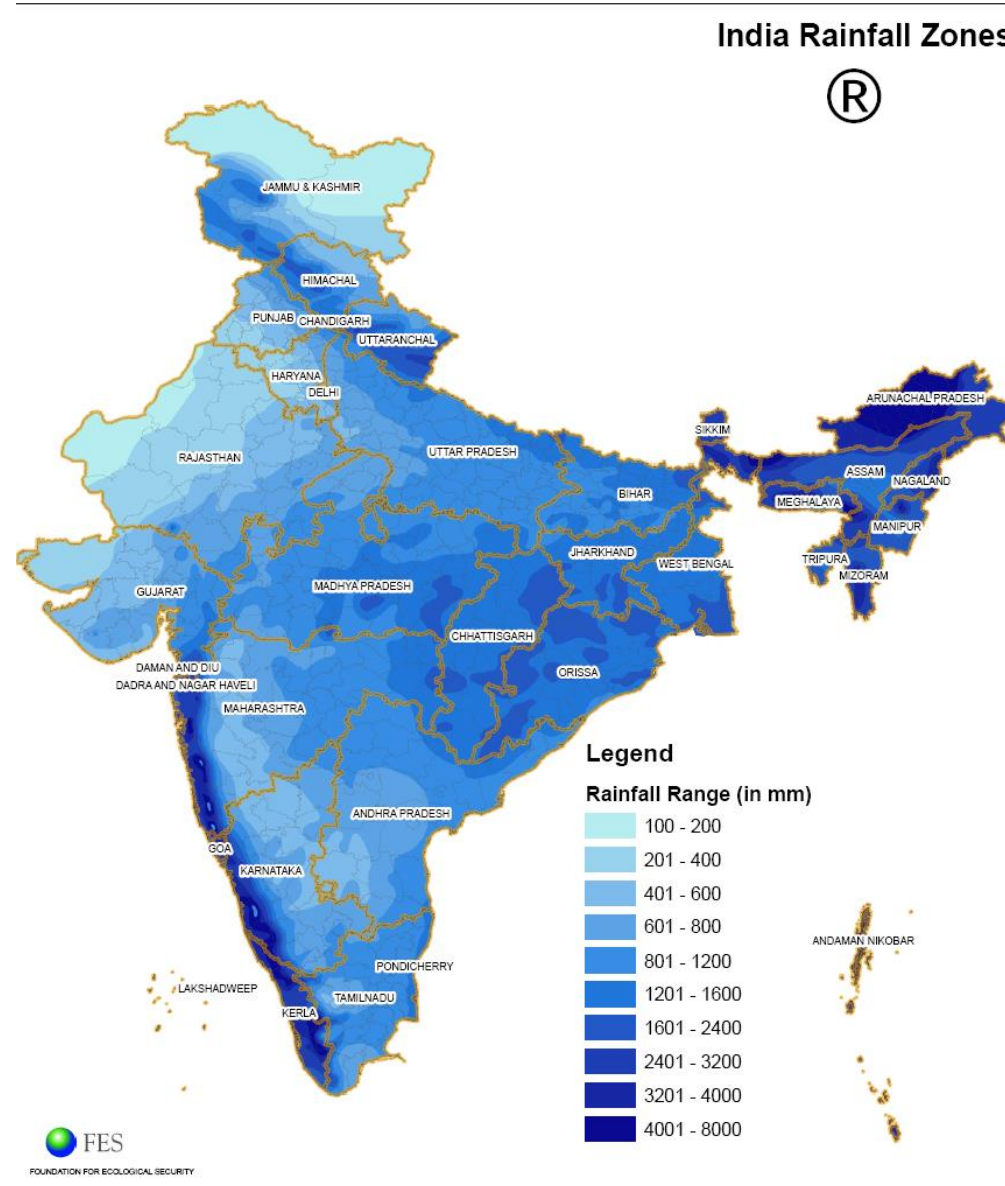 India Rainfall Zones
®
JAMMU & KASHMIR
HIMACHAL
PUNJAB
CHANDIGARH
UTTARANCHAL
HARYANA
DELHI
ARUNACHAL PRADESH
SIKKIM
RAJASTHAN
UTTAR PRADESH
ASSAM
NAGALAND
BIHAR
MEGHALAYA
MANIPUR
JHARKHAND
WEST BENGAL
TRIPURA
MIZORAM
GUJARAT
MADHYA PRADESH
CHHATTISGARH
ORISSA
DAMAN AND DIU
DADRA AND NAGAR HAVELI
MAHARASHTRA
ANDHRA PRADESH
GOA
KARNATAKA
PONDICHERRY
LAKSHADWEEP
TAMILNADU
KERLA
ANDAMAN NIKOBAR
Legend
Rainfall Range (in mm)
100 - 200
201 - 400
401 - 600
601 - 800
801 - 1200
1201 - 1600
1601 - 2400
2401 - 3200
3201 - 4000
4001 - 8000
FES
FOUNDATION FOR ECOLOGICAL SECURITY